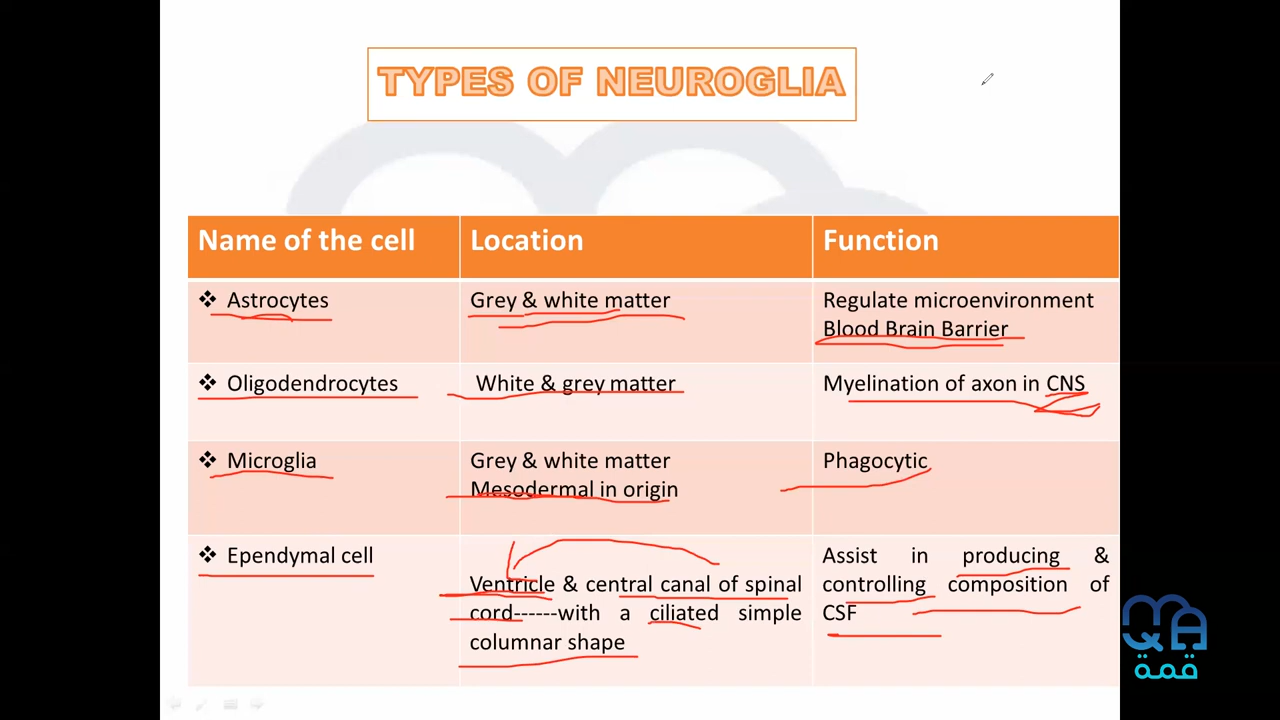 TYPES OF NEUROGLIA
Name of the cell Location Function
❖ Astrocytes Grey & white matter Regulate microenvironment
Blood Brain Barrier
❖ Oligodendrocytes White & grey matter Myelination of axon in CNS
❖ Microglia Grey & white matter Phagocytic
Mesodermal in origin
❖ Ependymal cell Assist in producing &
Ventricle & central canal of spinal controlling composition of
cord------with a ciliated simple CSF
columnar shape
QMA
قمة